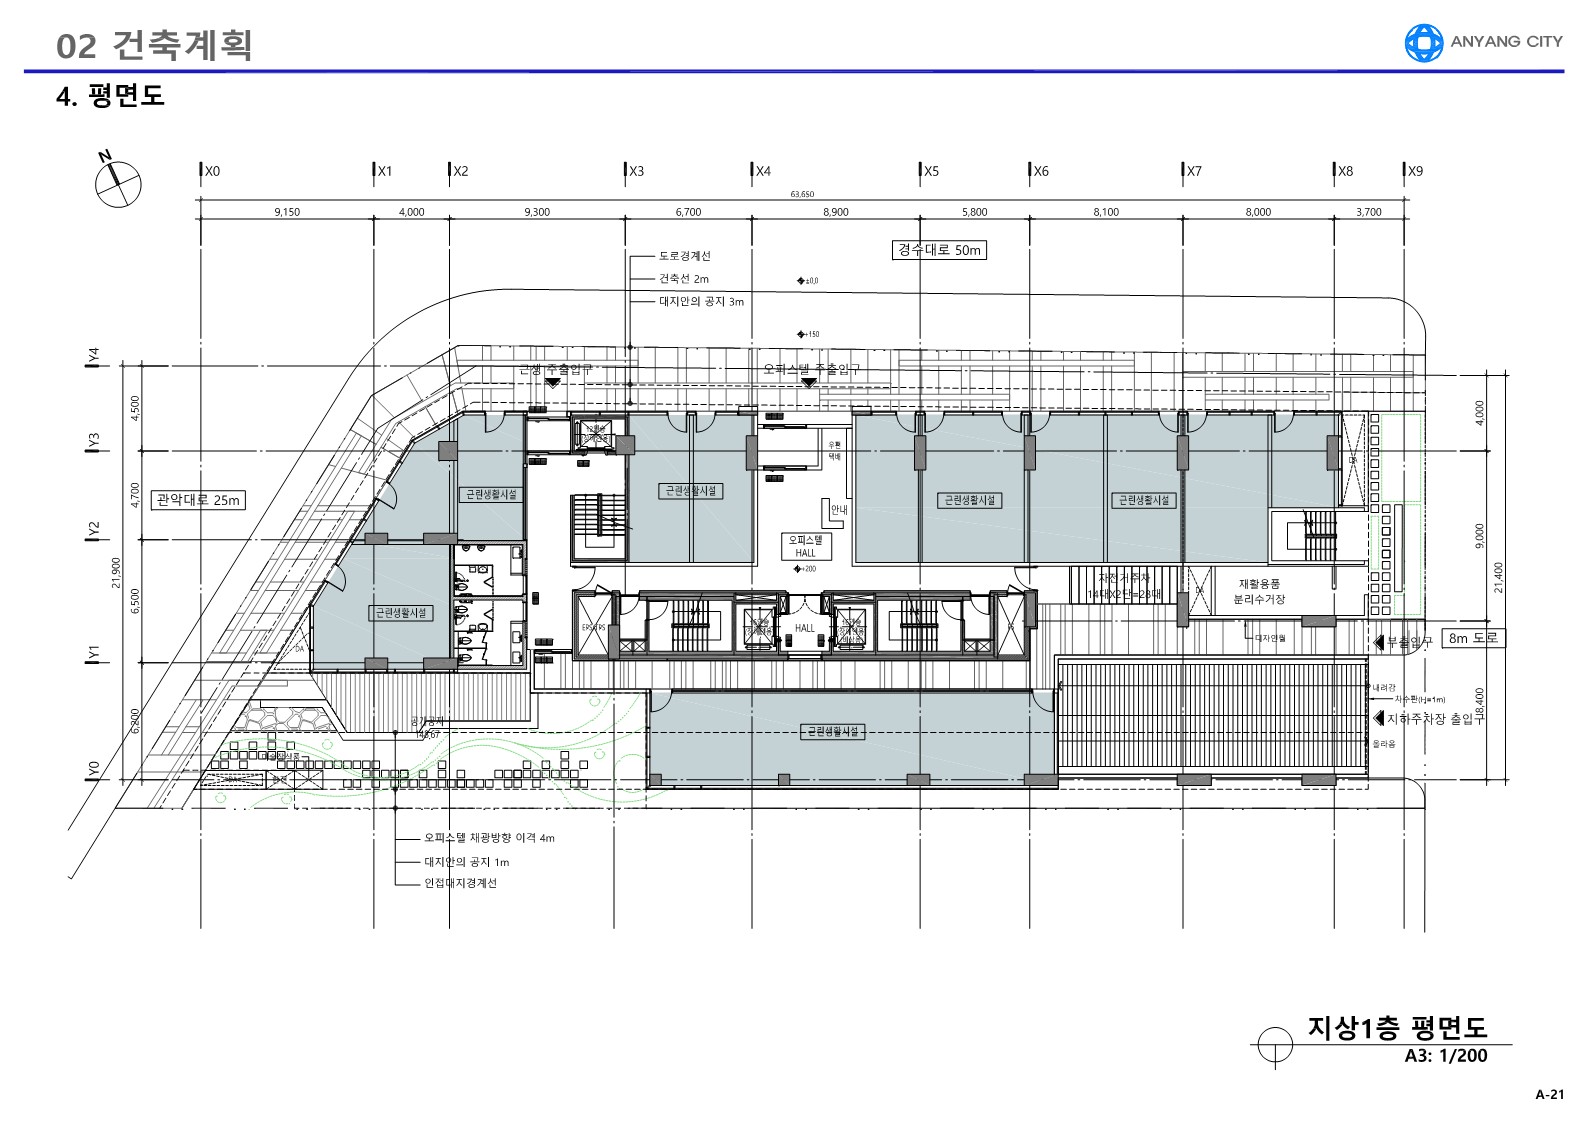 02 건축계획
ANYANG CITY
4. 평면도
N
X0
X1
X2
X3
X4
X5
X6
X7
X8
X9
63,650
9,150
4,000
9,300
6,700
8,900
5,800
8,100
8,000
3,700
경수대로 50m
도로경계선
건축선 2m
대지안의 공지 3m
±0,0
+150
Y4
Y3
Y2
Y1
Y0
4,500
4,700
6,500
6,200
21,900
4,000
9,000
8,400
21,400
근생 주출입구
오피스텔 주출입구
관악대로 25m
근린생활시설
근린생활시설
근린생활시설
근린생활시설
우편
택배
안내
오피스텔
HALL
+200
DA
자전거주차
14대X2단=28대
DA
재활용품
분리수거장
근린생활시설
EPS/TPS
HALL
DA
대자연월
부출입구
8m 도로
내려감
차수판(H=1m)
지하주차장 출입구
올라옴
공개공지
148.67
근린생활시설
오피스텔 채광방향 이격 4m
대지안의 공지 1m
인접대지경계선
지상1층 평면도
A3: 1/200
A-21